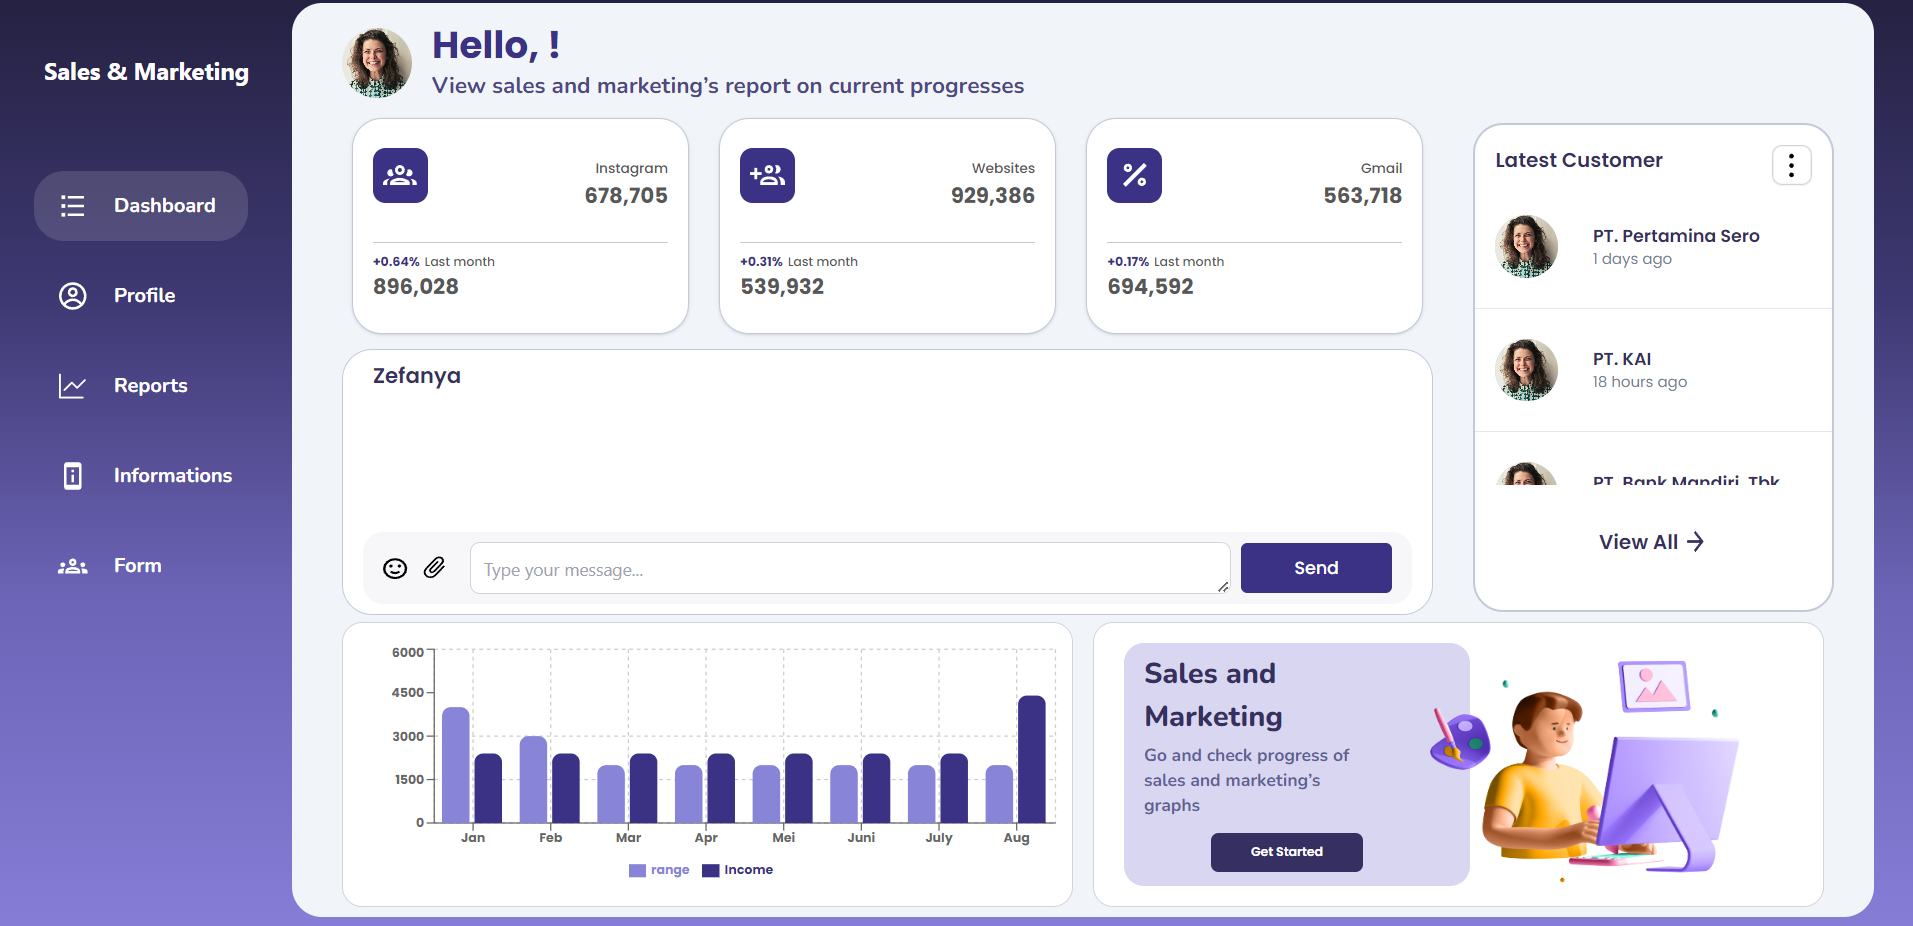 Sales & Marketing
Dashboard
Profile
Reports
Informations
Form
Hello, !
View sales and marketing’s report on current progresses
Instagram
678,705
+0.64% Last month
896,028
Websites
929,386
+0.31% Last month
539,932
Gmail
563,718
+0.17% Last month
694,592
Latest Customer
PT. Pertamina Sero
1 days ago
PT. KAI
18 hours ago
PT. Bank Mandiri, Tbk
View All
Zefanya
Type your message...
Send
6000
4500
3000
1500
0
Jan Feb Mar Apr Mei Juni July Aug
range Income
Sales and
Marketing
Go and check progress of
sales and marketing’s
graphs
Get Started